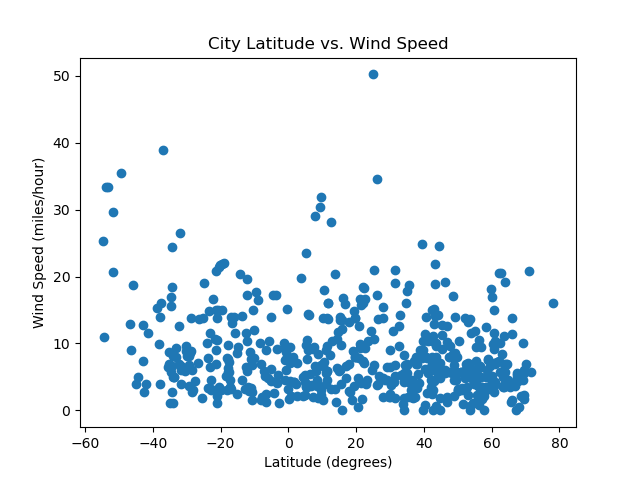 City Latitude vs. Wind Speed
50
40
30
20
10
0
Wind Speed (miles/hour)
−60 −40 −20 0 20 40 60 80
Latitude (degrees)